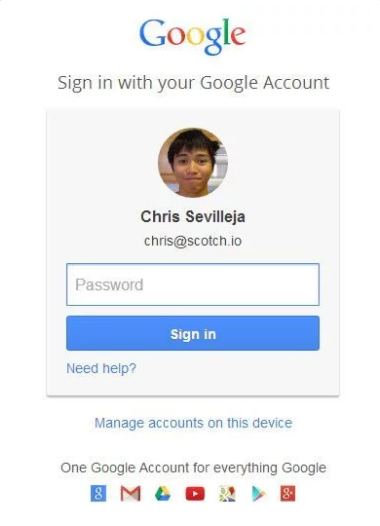 Google
Sign in with your Google Account
Chris Sevilleja
chris@scotch.io
Password
Sign in
Need help?
Manage accounts on this device
One Google Account for everything Google